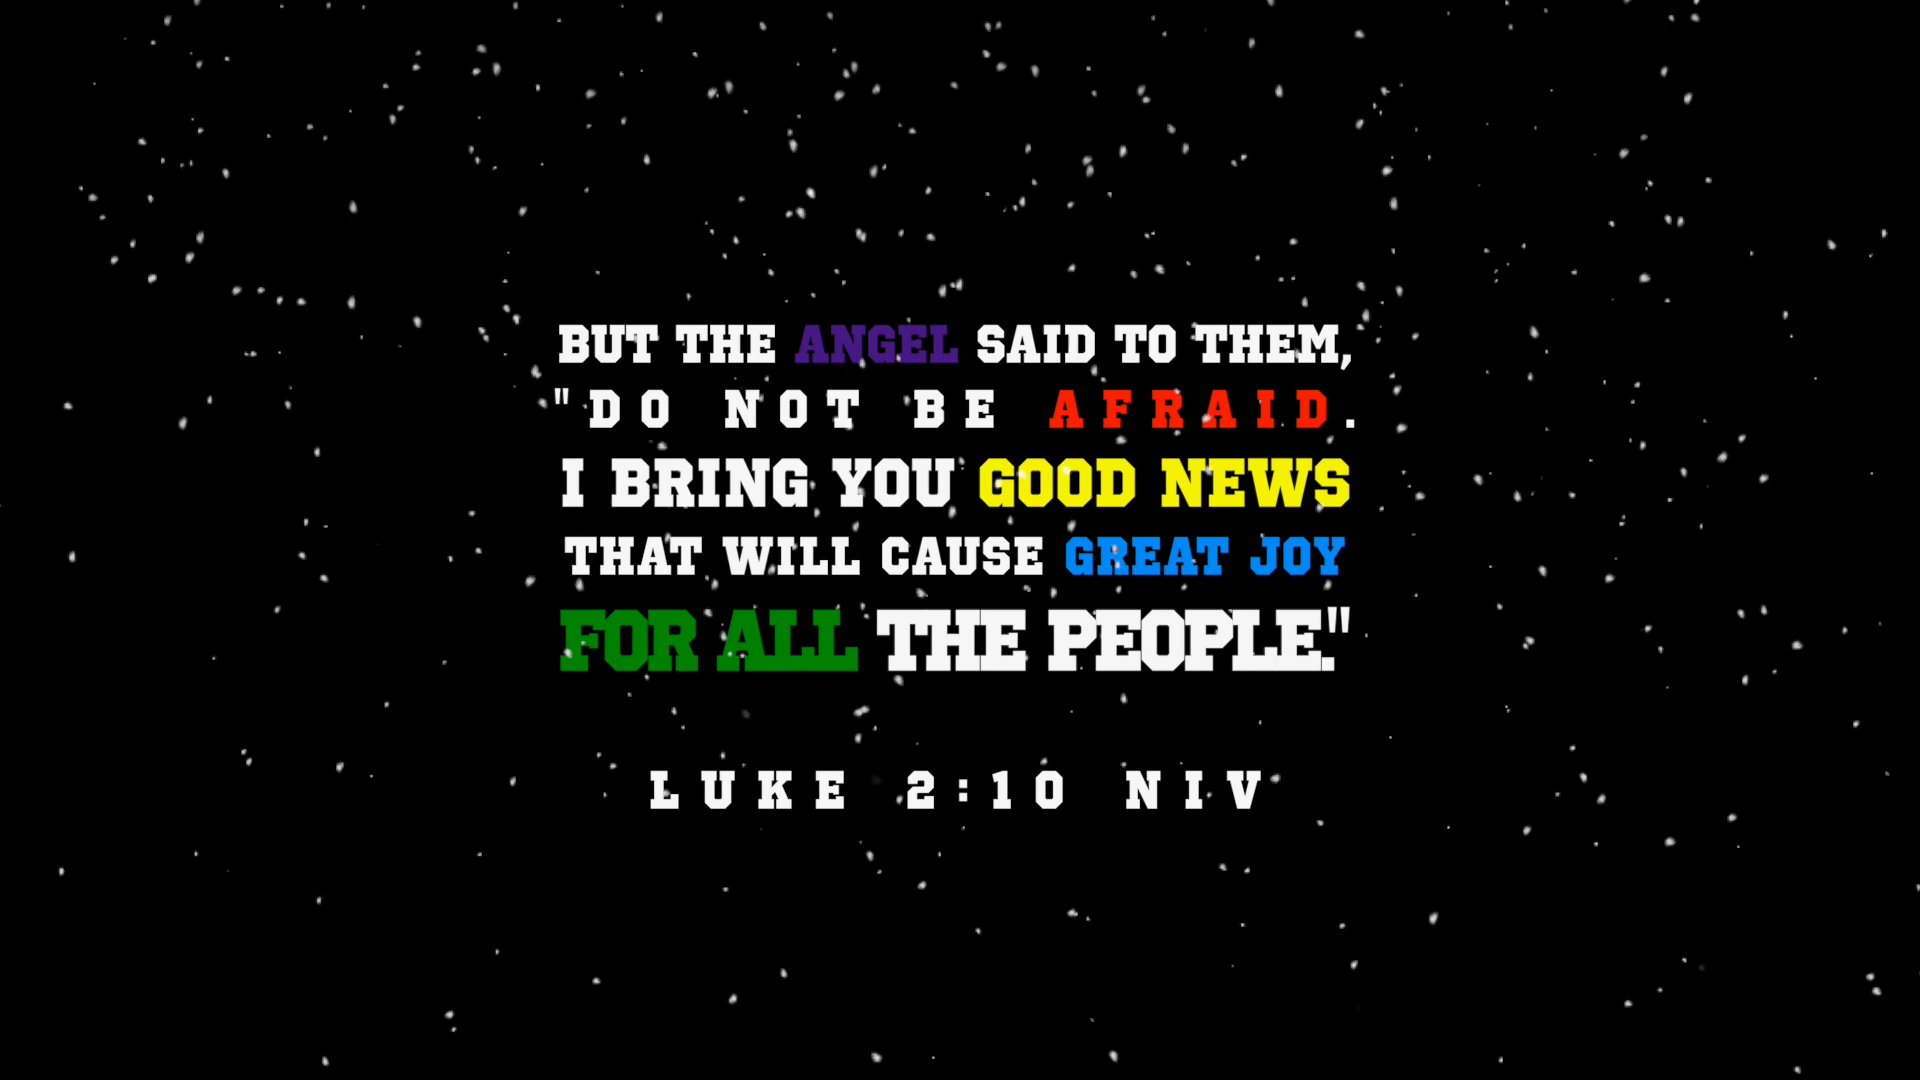 BUT THE ANGEL SAID TO THEM,
"DO NOT BE AFRAID.
I BRING YOU GOOD NEWS
THAT WILL CAUSE GREAT JOY
FOR ALL THE PEOPLE."
LUKE 2:10 NIV